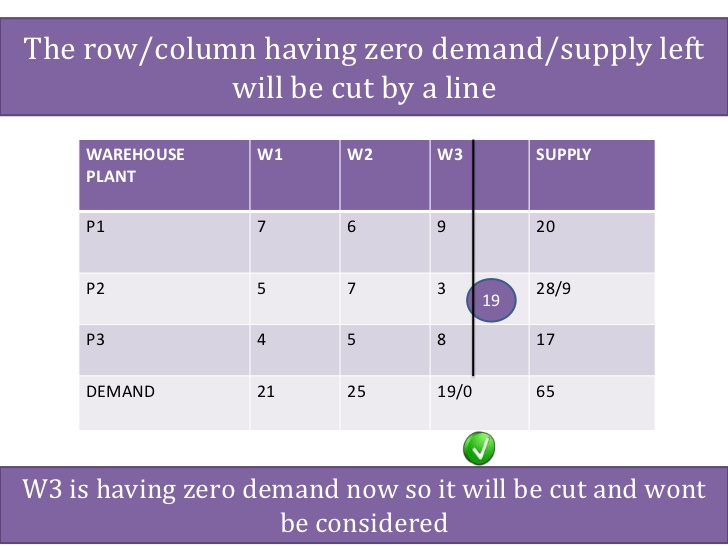 The row/column having zero demand/supply left
will be cut by a line
WAREHOUSE PLANT W1 W2 W3 SUPPLY
P1 7 6 9 20
P2 5 7 3 19 28/9
P3 4 5 8 17
DEMAND 21 25 19/0 65
W3 is having zero demand now so it will be cut and wont
be considered